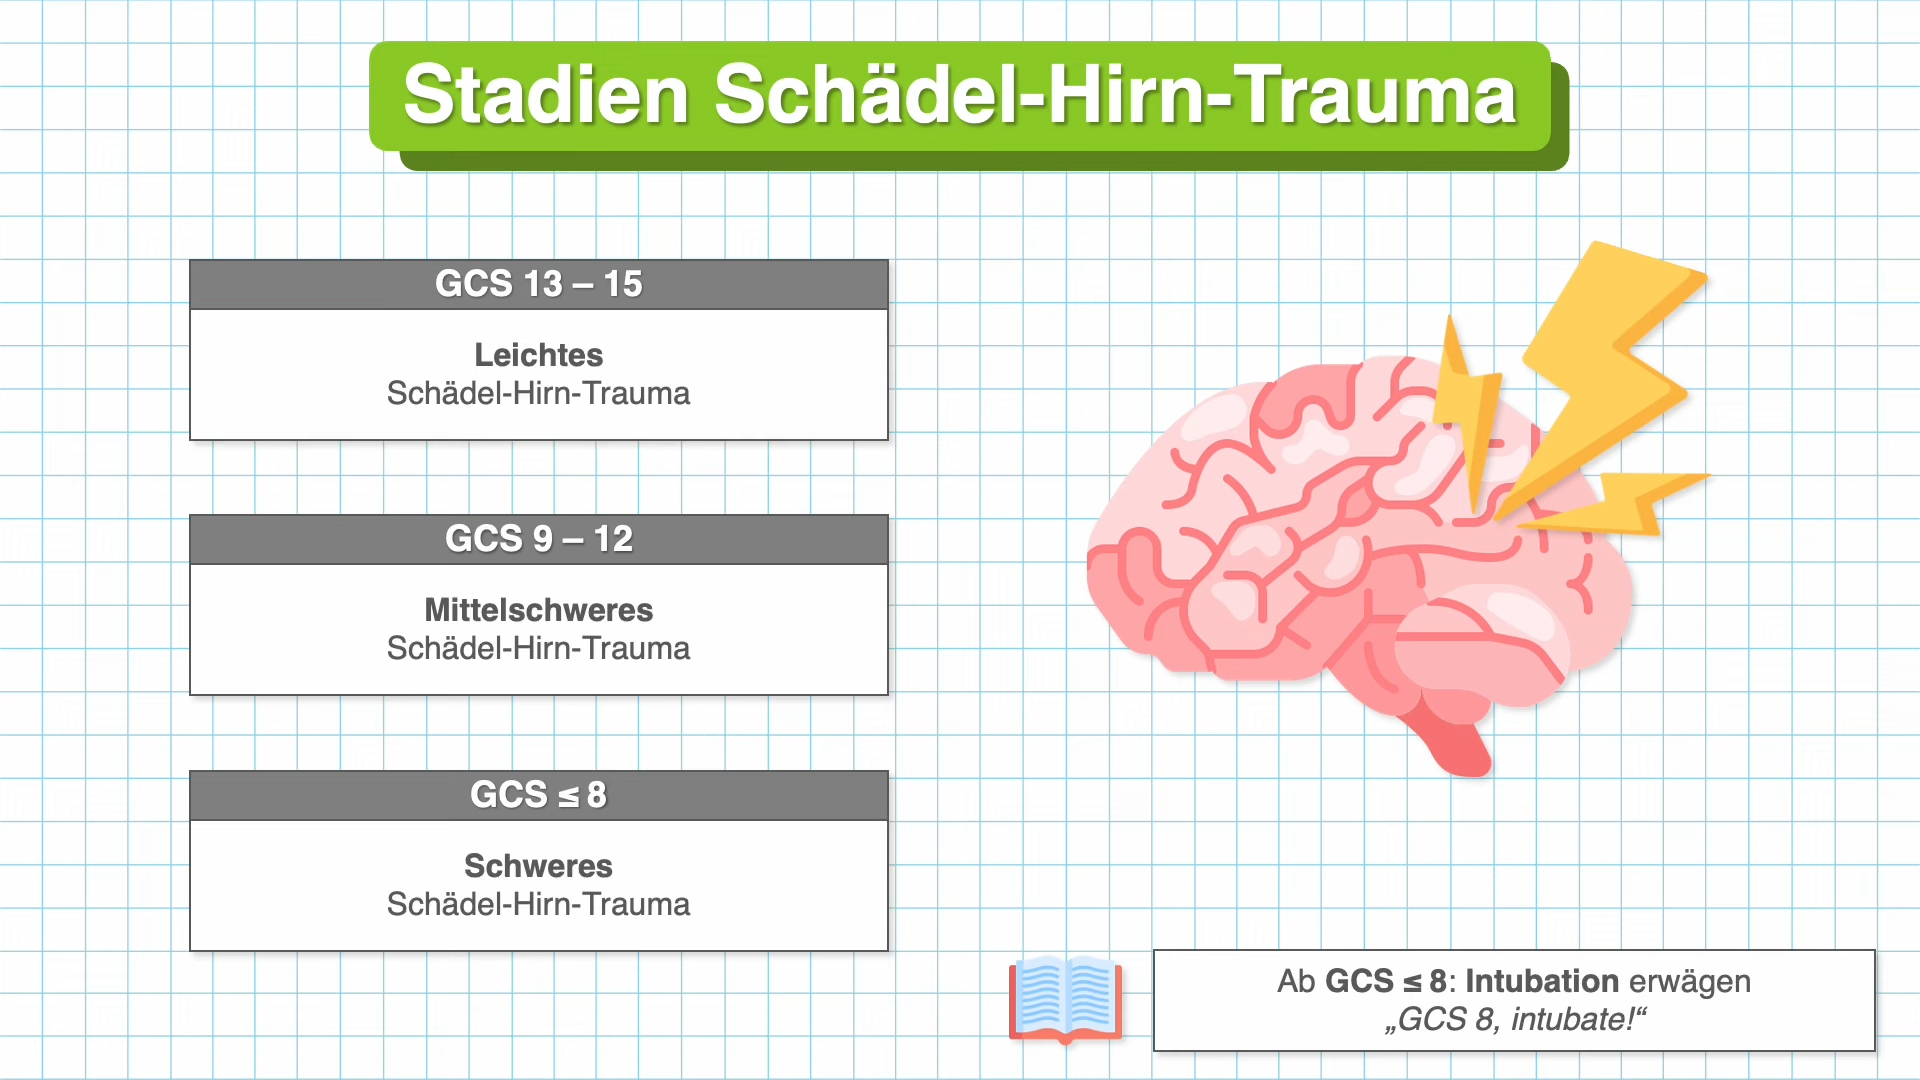 Stadien Schädel-Hirn-Trauma
GCS 13 – 15
Leichtes
Schädel-Hirn-Trauma
GCS 9 – 12
Mittelschweres
Schädel-Hirn-Trauma
GCS ≤ 8
Schweres
Schädel-Hirn-Trauma
Ab GCS ≤ 8: Intubation erwägen
„GCS 8, intubate!“